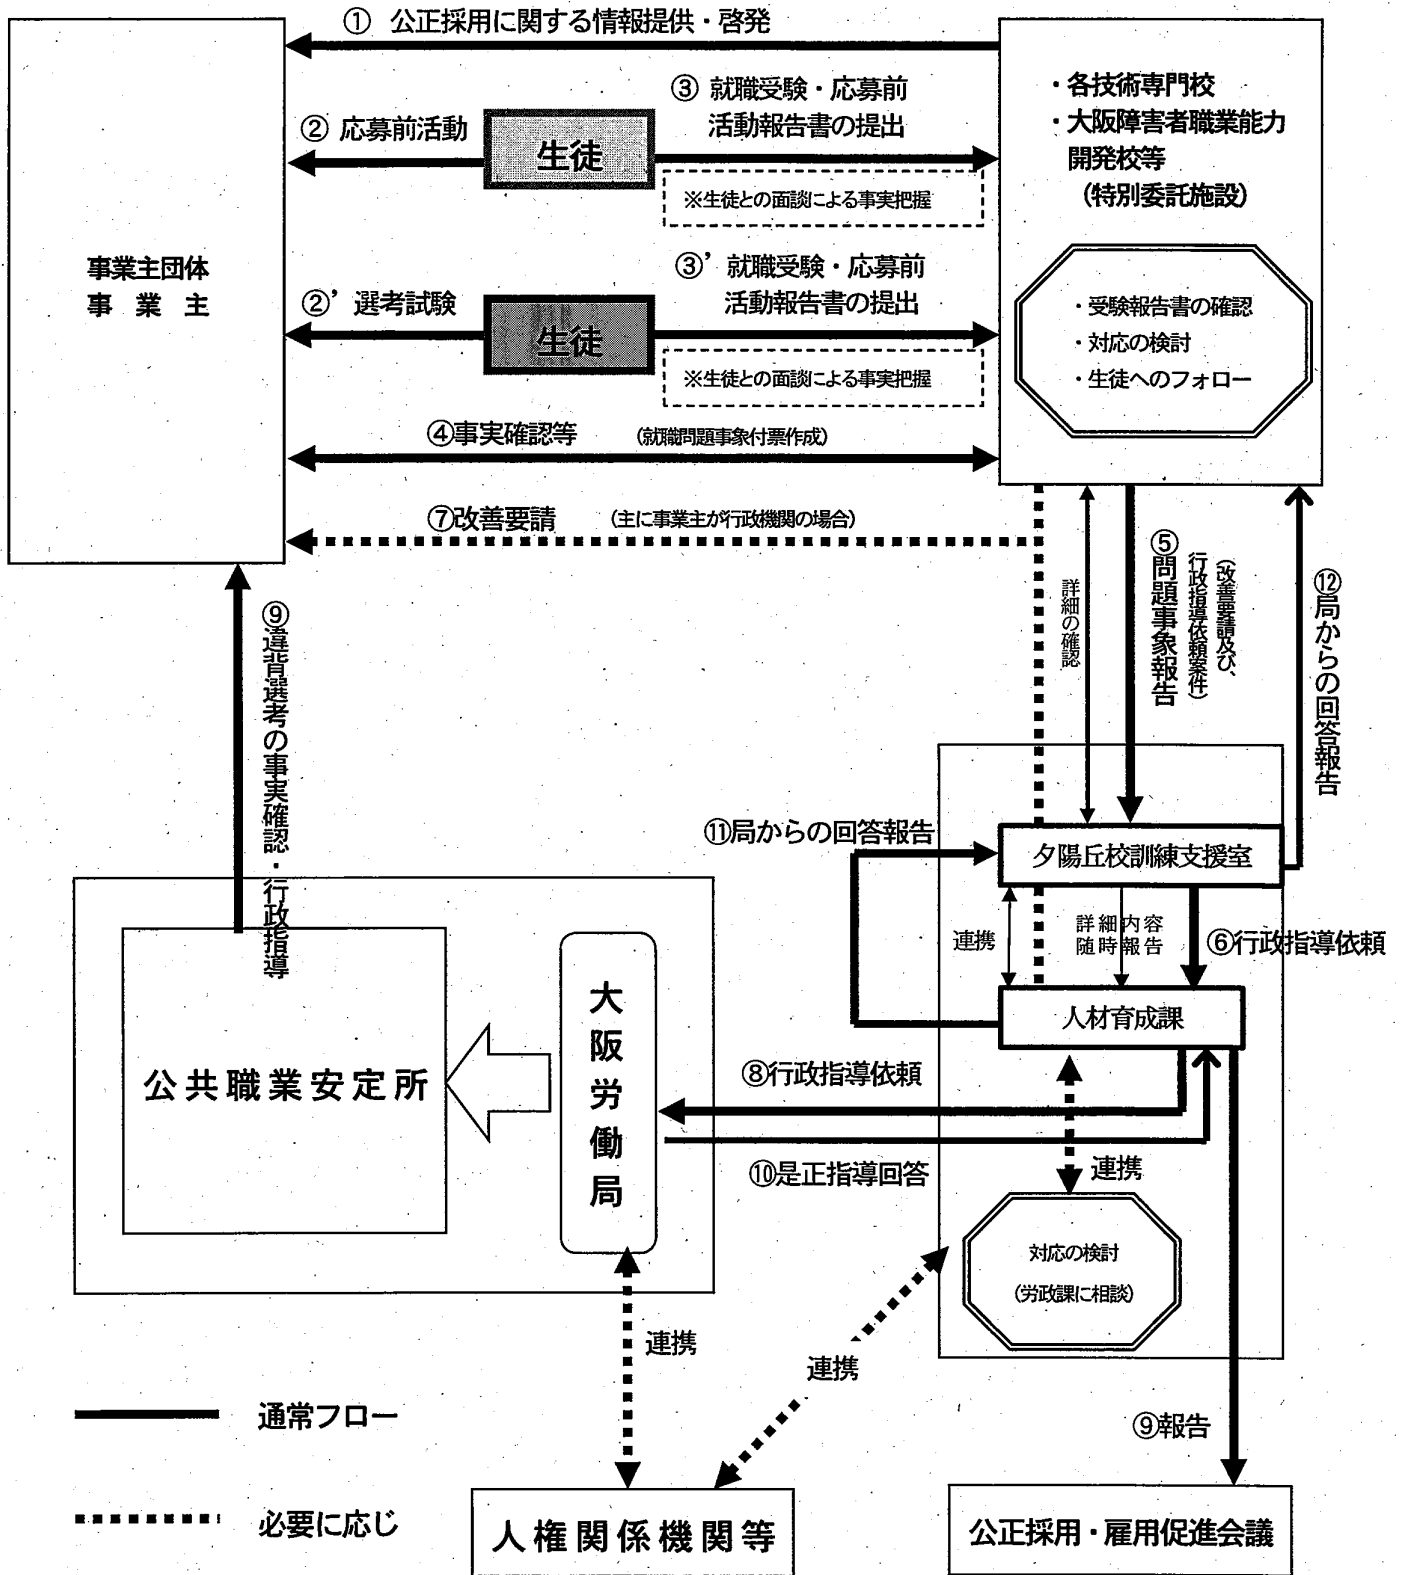 ① 公正採用に関する情報提供・啓発
・各技術専門校
・大阪障害者職業能力
開発校等
（特別委託施設）
② 応募前活動
生徒
③ 就職受験・応募前
活動報告書の提出
※生徒との面談による事実把握
事業主団体
事 業 主
②’ 選考試験
生徒
③’ 就職受験・応募前
活動報告書の提出
※生徒との面談による事実把握
・受験報告書の確認
・対応の検討
・生徒へのフォロー
④事実確認等 （就職問題事象付票作成）
⑦改善要請 （主に事業主が行政機関の場合）
詳細の確認
⑤問題事象報告
（改善要請及び、
行政指導依頼案件）
⑫局からの回答報告
⑨違背選考の事実確認・行政指導
⑪局からの回答報告
夕陽丘校訓練支援室
連携
詳細内容
随時報告
⑥行政指導依頼
人材育成課
公共職業安定所
大阪労働局
⑧行政指導依頼
⑩是正指導回答
連携
対応の検討
（労政課に相談）
連携
連携
通常フロー
⑨報告
必要に応じ
人権関係機関等
公正採用・雇用促進会議